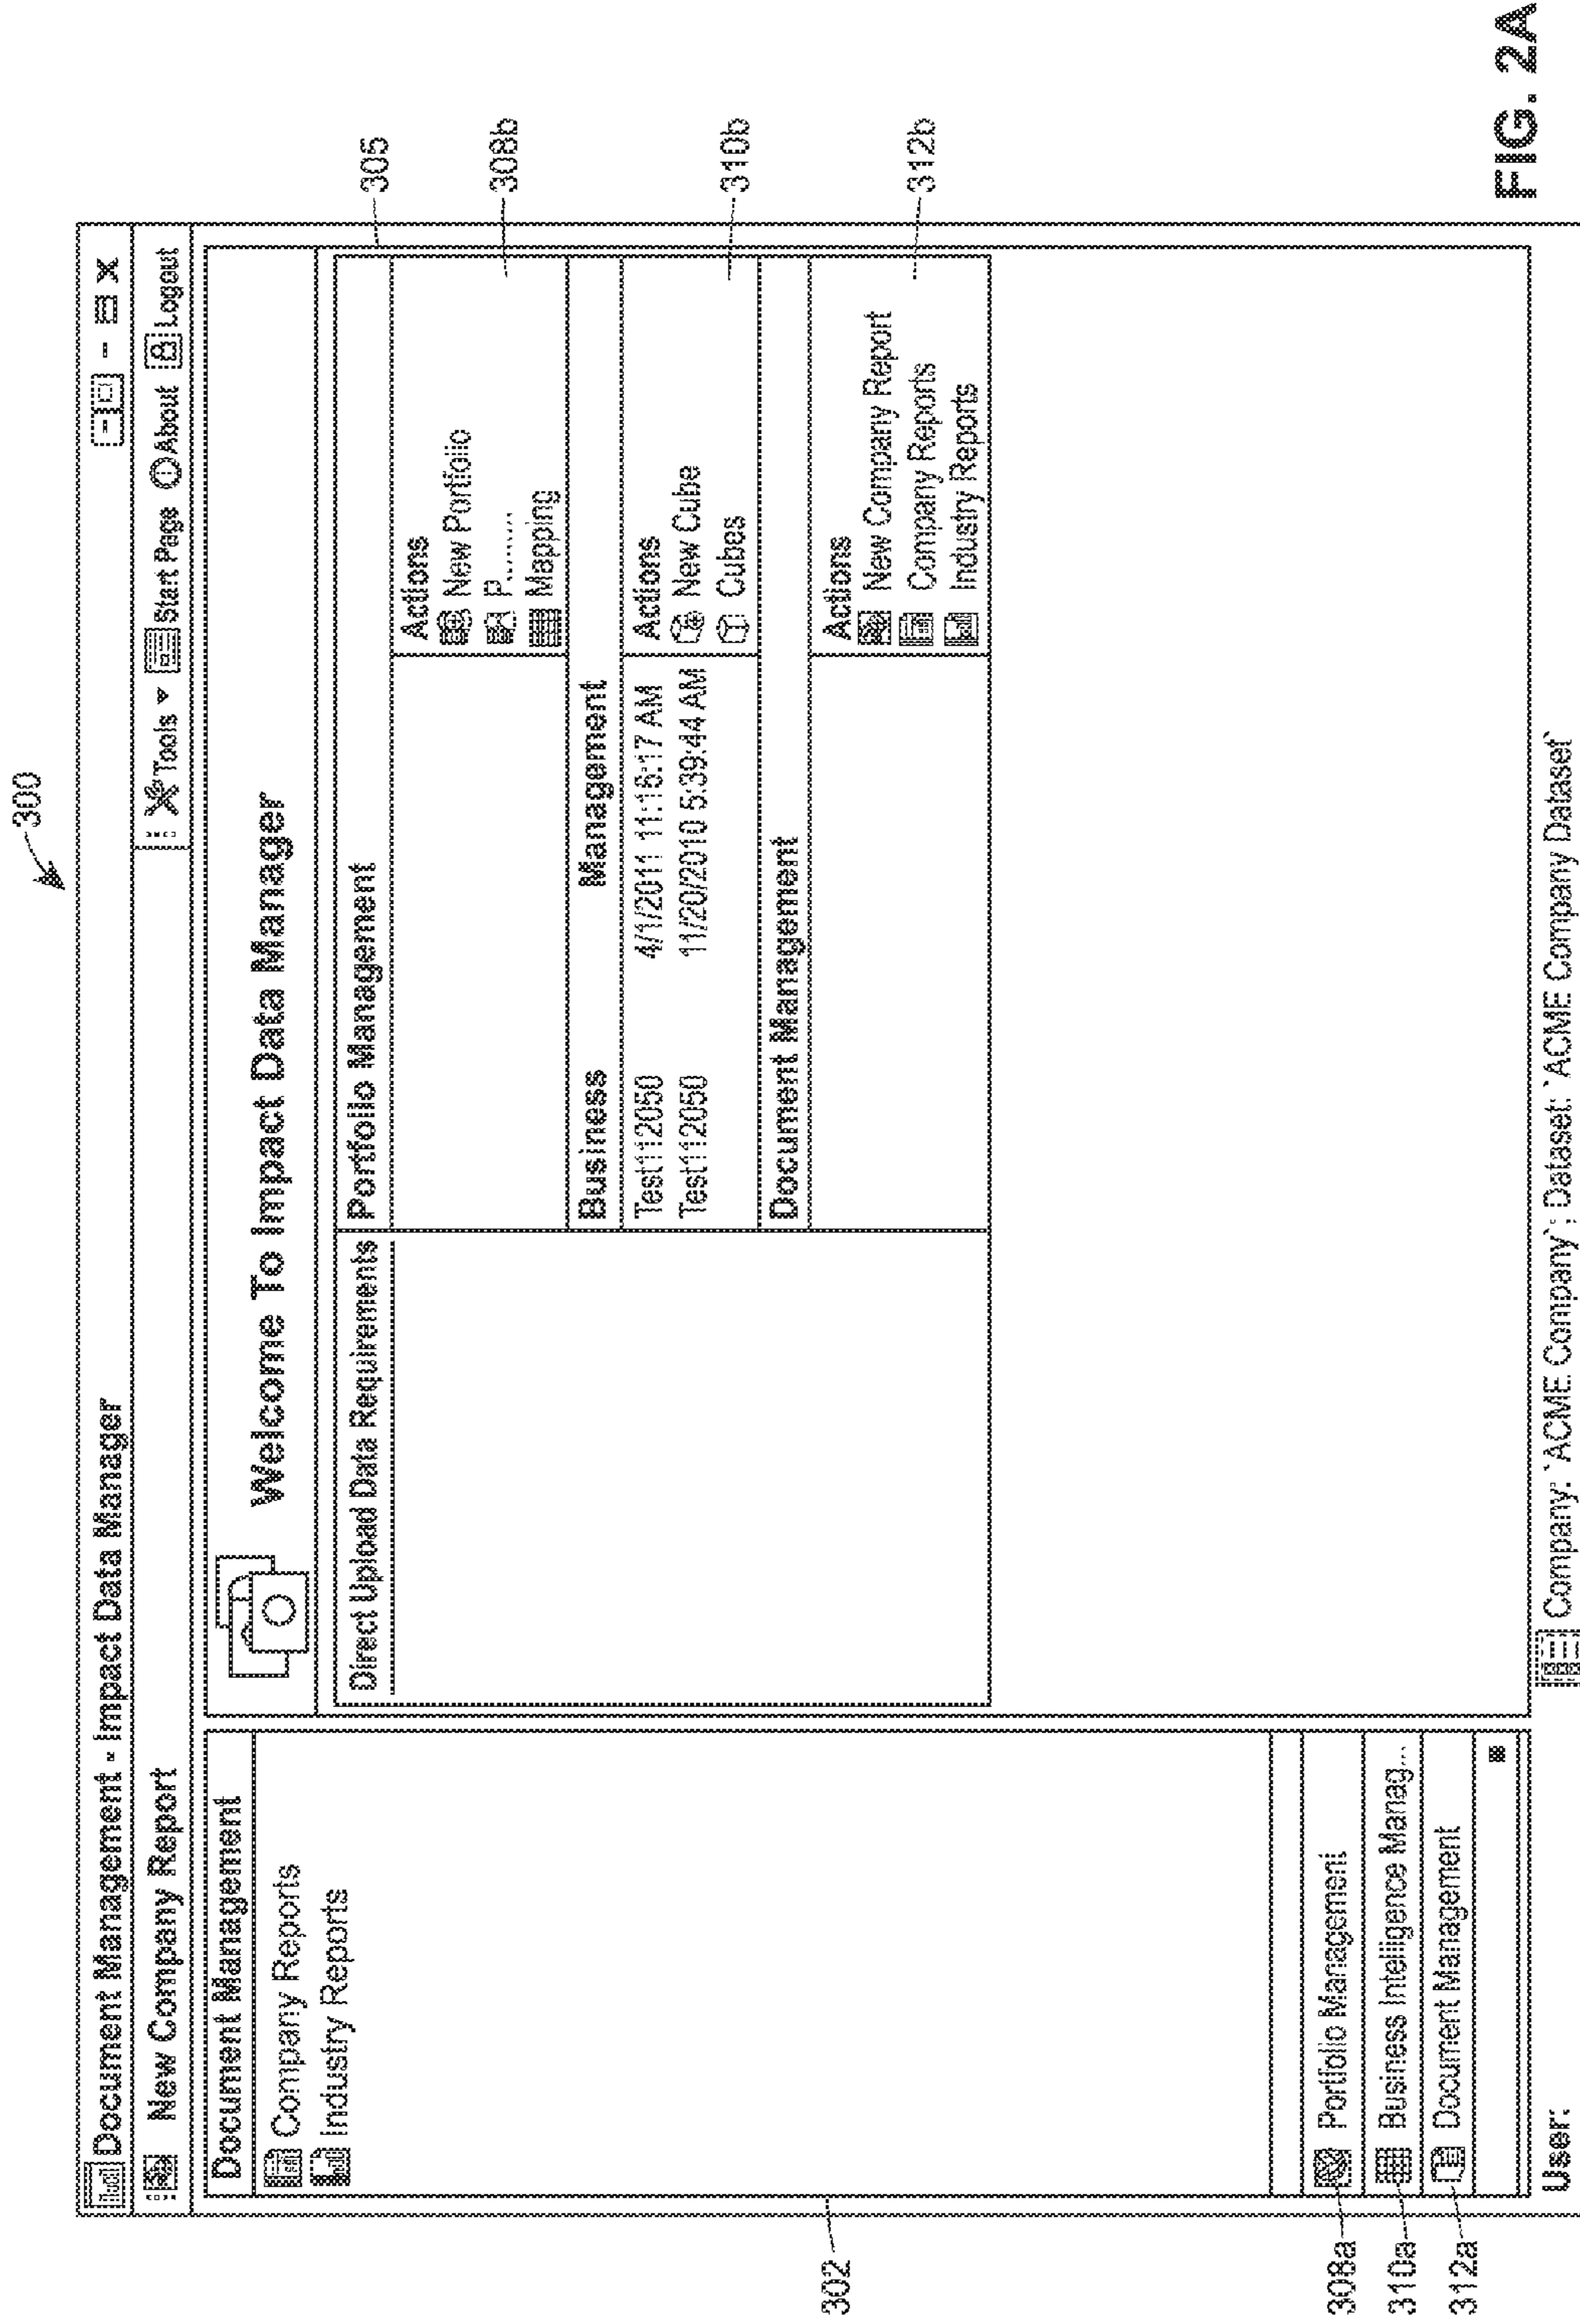 300
Document Management - Impact Data Manager
New Company Report
Tools Start Page About Logout
Document Management
Company Reports
Industry Reports
Portfolio Management
Business Intelligence Manag...
Document Management
302
308a
310a
312a
Welcome To Impact Data Manager
Direct Upload Data Requirements
Portfolio Management
Actions
New Portfolio
Mapping
Business Management
Test112050 4/1/2011 11:16:17 AM
Test112050 11/20/2010 5:39:44 AM
Actions
New Cube
Cubes
Document Management
Actions
New Company Report
Company Reports
Industry Reports
305
308b
310b
312b
User:
Company: `ACME Company`; Dataset: `ACME Company Dataset`
FIG. 2A